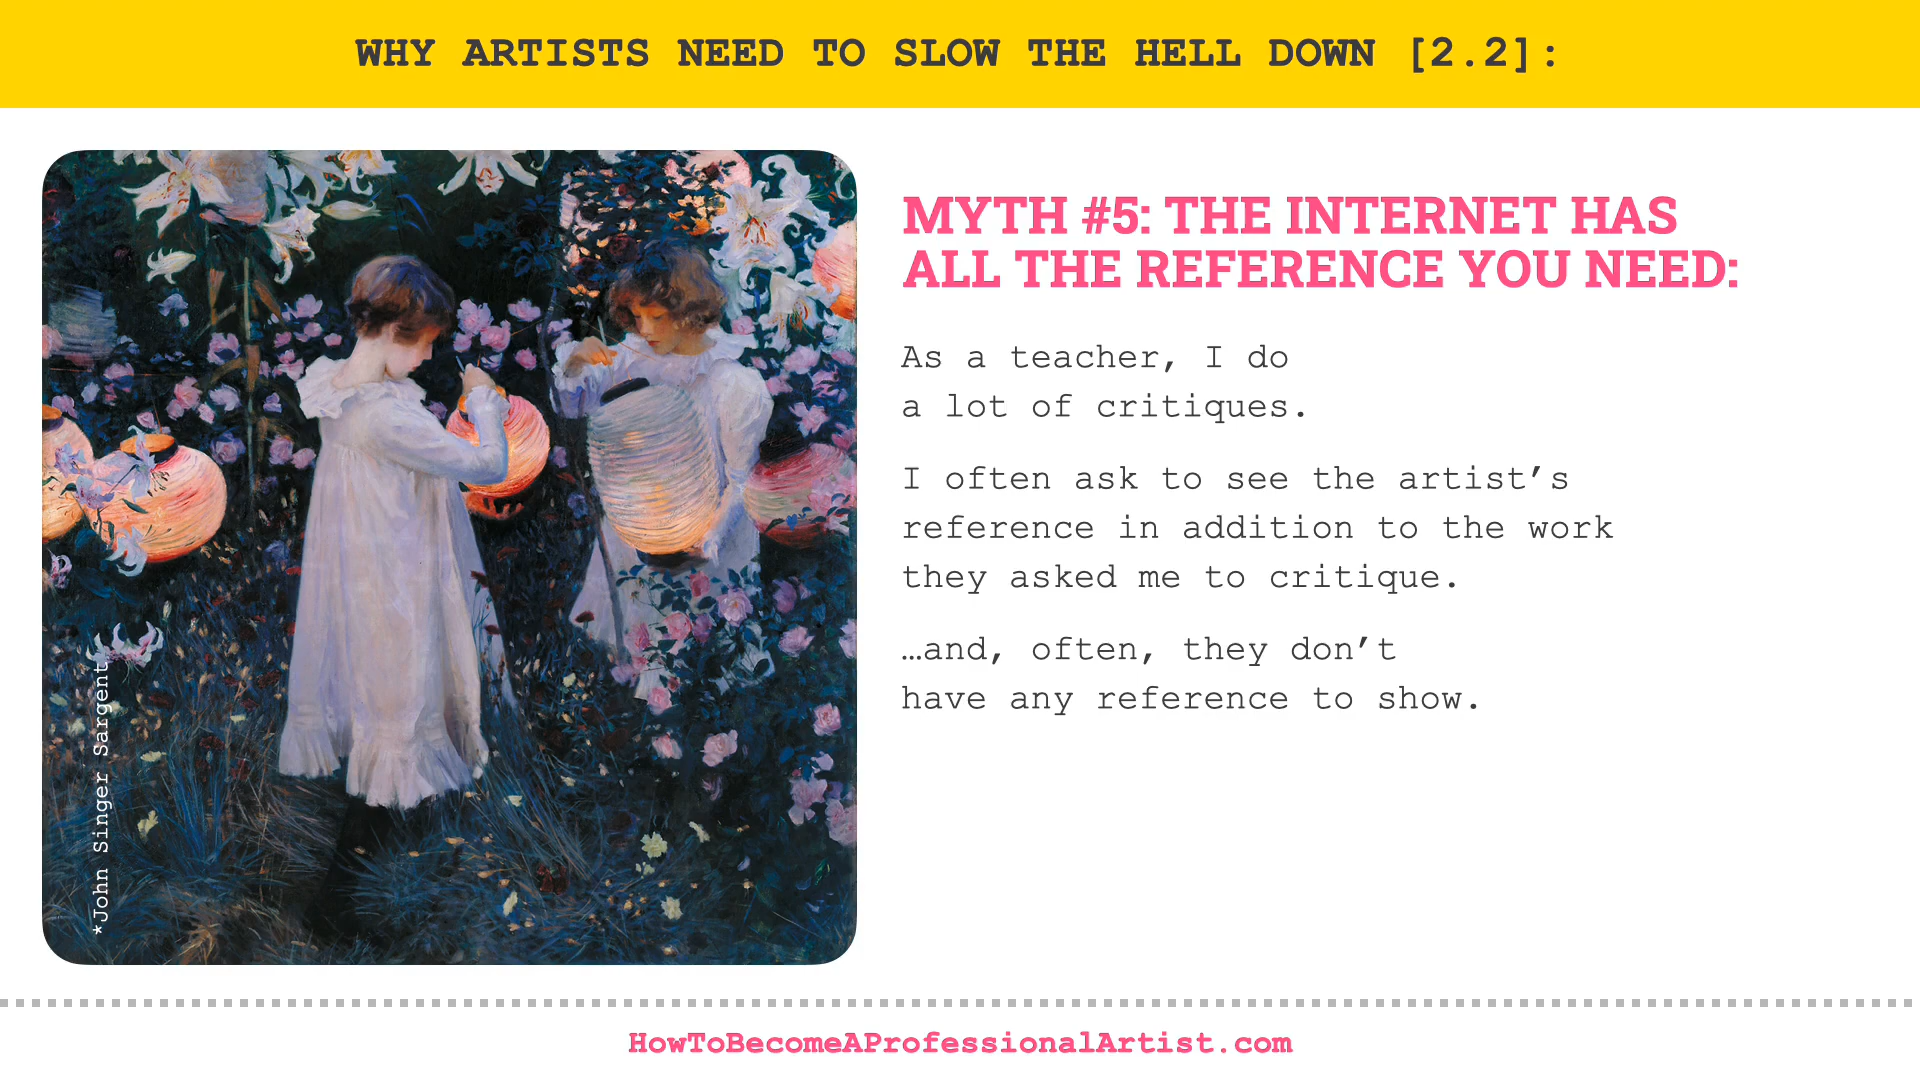 WHY ARTISTS NEED TO SLOW THE HELL DOWN [2.2]:
*John Singer Sargent
MYTH #5: THE INTERNET HAS
ALL THE REFERENCE YOU NEED:
As a teacher, I do
a lot of critiques.
I often ask to see the artist’s
reference in addition to the work
they asked me to critique.
…and, often, they don’t
have any reference to show.
HowToBecomeAProfessionalArtist.com